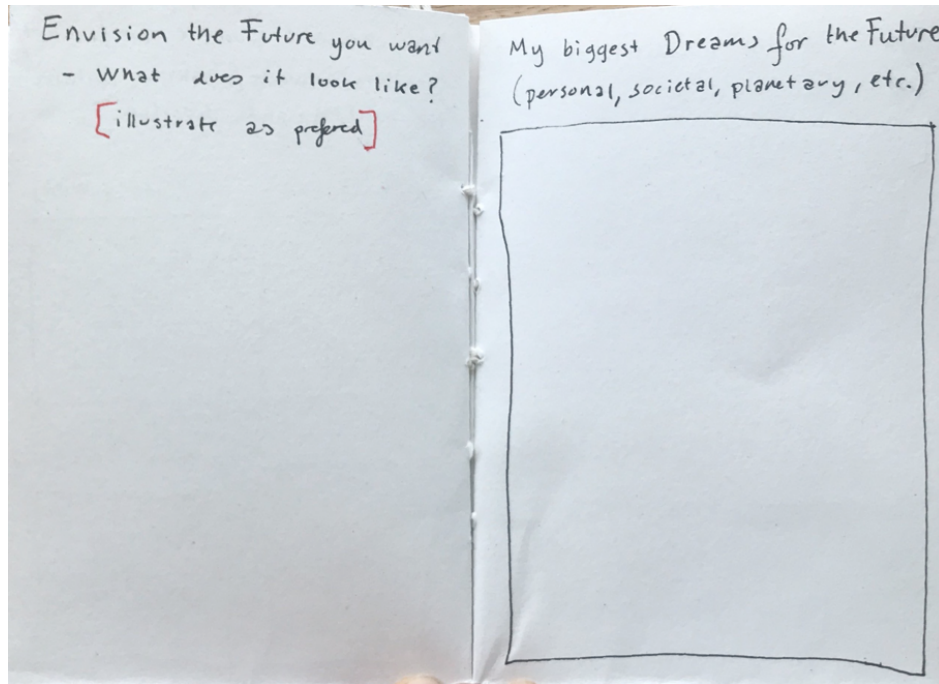 Envision the Future you want
- What does it look like?
[illustrate as prefered]
My biggest Dreams for the Future
(personal, societal, planetary, etc.)